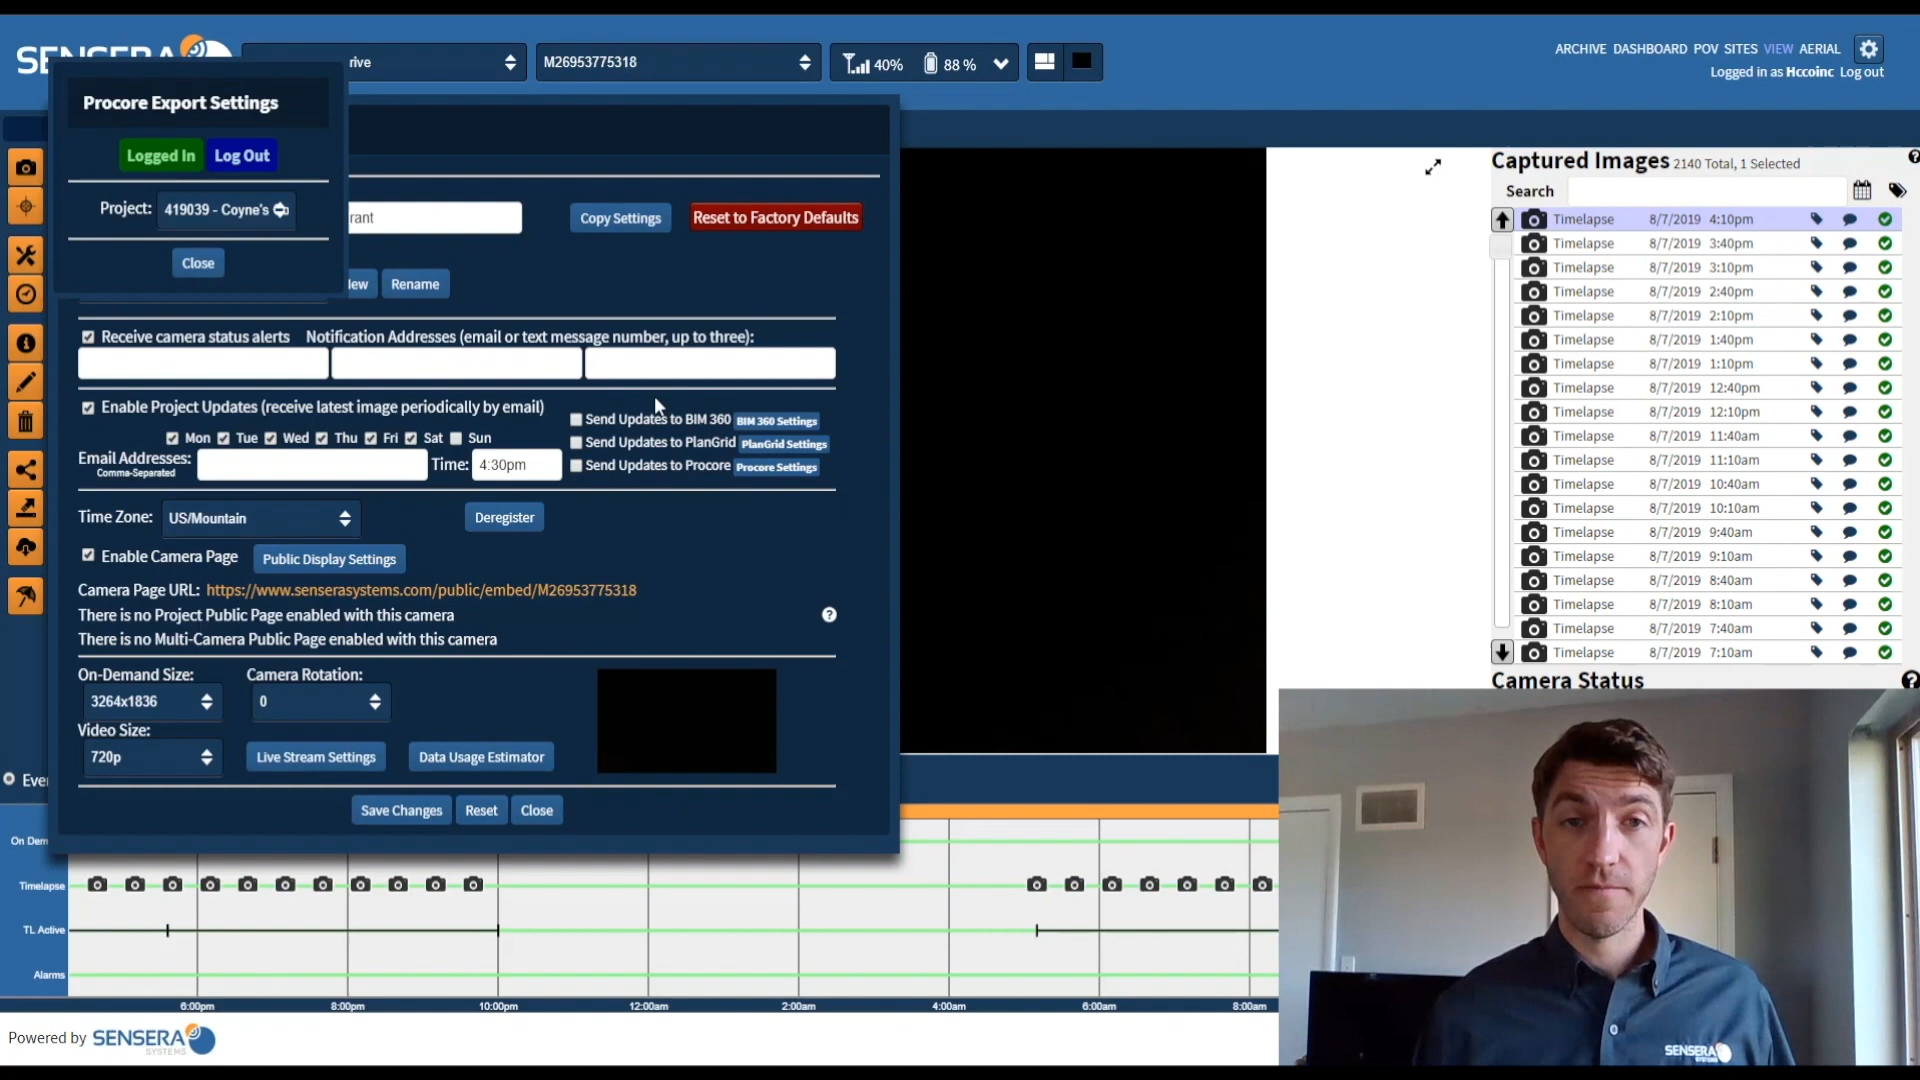 SENSERA
rive
M26953775318
40%
88 %
ARCHIVE DASHBOARD POV SITES VIEW AERIAL
Logged in as Hccoinc Log out
Procore Export Settings
Logged In
Log Out
Project: 419039 - Coyne's
Close
rant
Copy Settings
Reset to Factory Defaults
Rename
Receive camera status alerts
Notification Addresses (email or text message number, up to three):
Enable Project Updates (receive latest image periodically by email)
Mon Tue Wed Thu Fri Sat Sun
Email Addresses:
Comma-Separated
Time: 4:30pm
Send Updates to BIM 360 BIM 360 Settings
Send Updates to PlanGrid PlanGrid Settings
Send Updates to Procore Procore Settings
Time Zone: US/Mountain
Deregister
Enable Camera Page
Public Display Settings
Camera Page URL: https://www.senserasystems.com/public/embed/M26953775318
There is no Project Public Page enabled with this camera
?
There is no Multi-Camera Public Page enabled with this camera
On-Demand Size:
3264x1836
Camera Rotation:
0
Video Size:
720p
Live Stream Settings
Data Usage Estimator
Save Changes
Reset
Close
Captured Images 2140 Total, 1 Selected
?
Search
Timelapse 8/7/2019 4:10pm
Timelapse 8/7/2019 3:40pm
Timelapse 8/7/2019 3:10pm
Timelapse 8/7/2019 2:40pm
Timelapse 8/7/2019 2:10pm
Timelapse 8/7/2019 1:40pm
Timelapse 8/7/2019 1:10pm
Timelapse 8/7/2019 12:40pm
Timelapse 8/7/2019 12:10pm
Timelapse 8/7/2019 11:40am
Timelapse 8/7/2019 11:10am
Timelapse 8/7/2019 10:40am
Timelapse 8/7/2019 10:10am
Timelapse 8/7/2019 9:40am
Timelapse 8/7/2019 9:10am
Timelapse 8/7/2019 8:40am
Timelapse 8/7/2019 8:10am
Timelapse 8/7/2019 7:40am
Timelapse 8/7/2019 7:10am
Camera Status
?
Eve
On Dem
Timelapse
TL Active
Alarms
6:00pm 8:00pm 10:00pm 12:00am 2:00am 4:00am 6:00am 8:00am
Powered by SENSERA
SYSTEMS
SENSERA